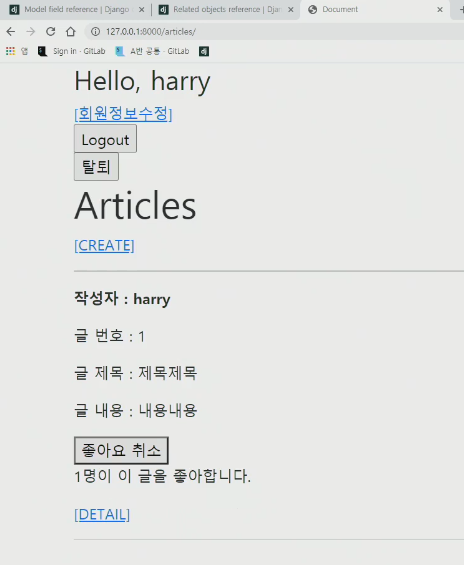 Model field reference | Django
Related objects reference | Djan
Document
127.0.0.1:8000/articles/
앱
Sign in · GitLab
A반 공통 · GitLab
Hello, harry
[회원정보수정]
Logout
탈퇴
Articles
[CREATE]
작성자 : harry
글 번호 : 1
글 제목 : 제목제목
글 내용 : 내용내용
좋아요 취소
1명이 이 글을 좋아합니다.
[DETAIL]